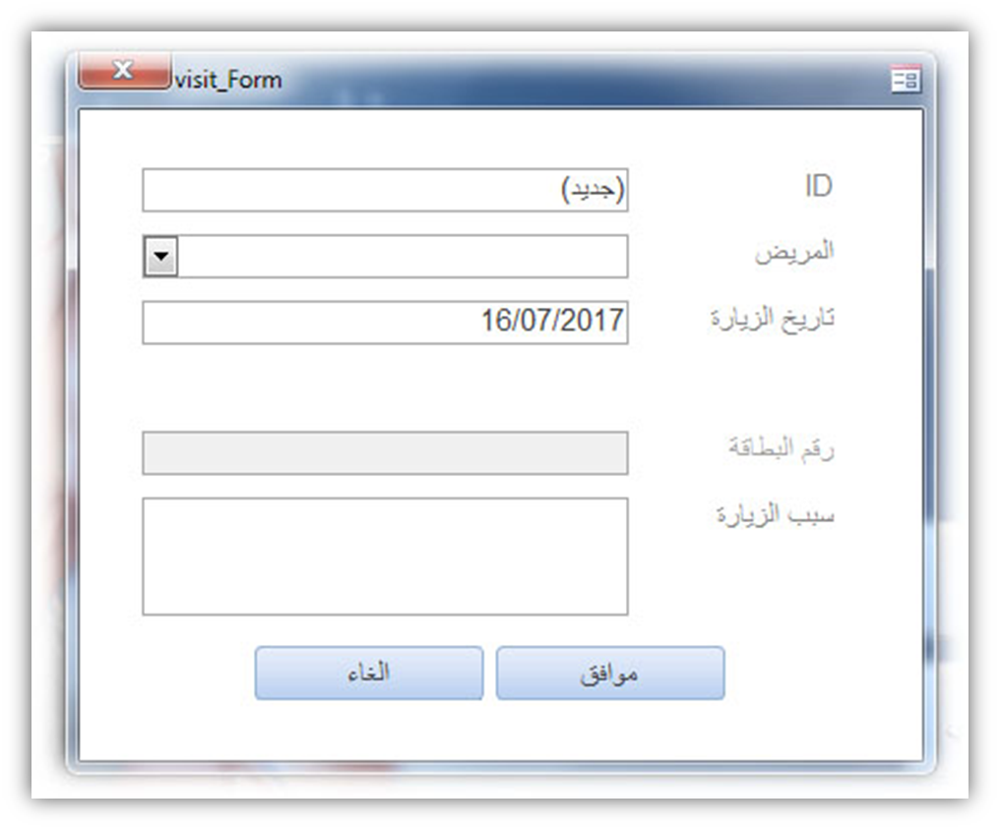 visit_Form
ID
(جديد)
المريض
تاريخ الزيارة
16/07/2017
رقم البطاقة
سبب الزيارة
موافق
الغاء